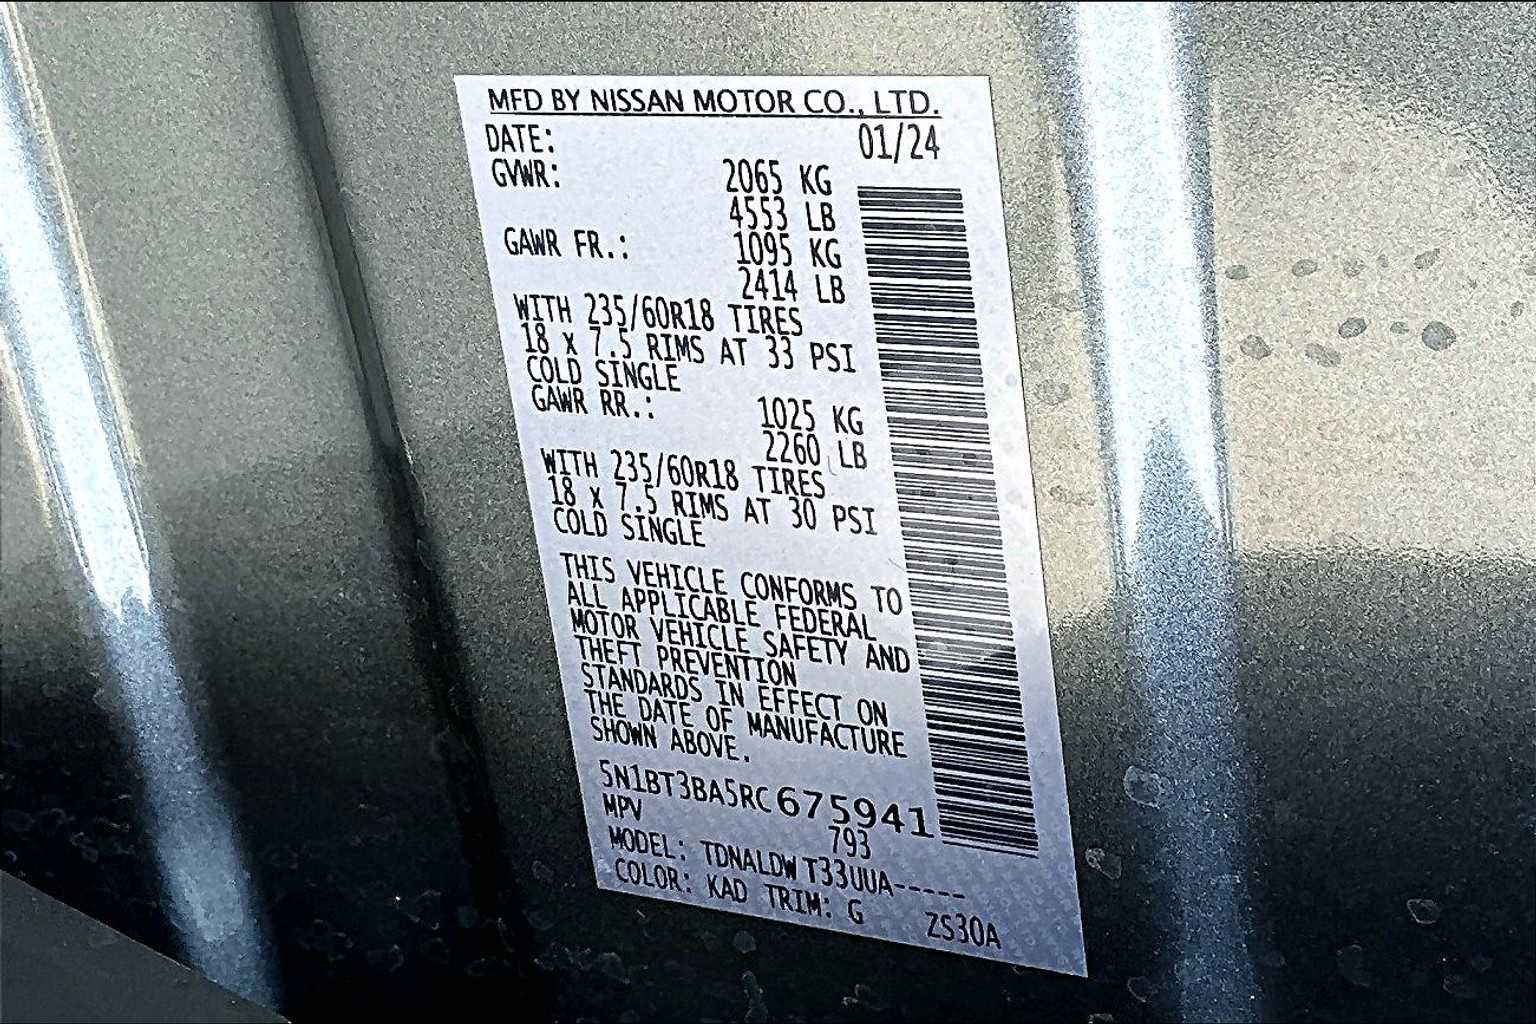 MFD BY NISSAN MOTOR CO., LTD.
DATE: 01/24
GVWR: 2065 KG
4553 LB
GAWR FR.: 1095 KG
2414 LB
WITH 235/60R18 TIRES
18 x 7.5 RIMS AT 33 PSI
COLD SINGLE
GAWR RR.: 1025 KG
2260 LB
WITH 235/60R18 TIRES
18 x 7.5 RIMS AT 30 PSI
COLD SINGLE
THIS VEHICLE CONFORMS TO
ALL APPLICABLE FEDERAL
MOTOR VEHICLE SAFETY AND
THEFT PREVENTION
STANDARDS IN EFFECT ON
THE DATE OF MANUFACTURE
SHOWN ABOVE.
5N1BT3BA5RC675941
MPV 793
MODEL: TDNALDW T33UUA-----
COLOR: KAD TRIM: G ZS30A